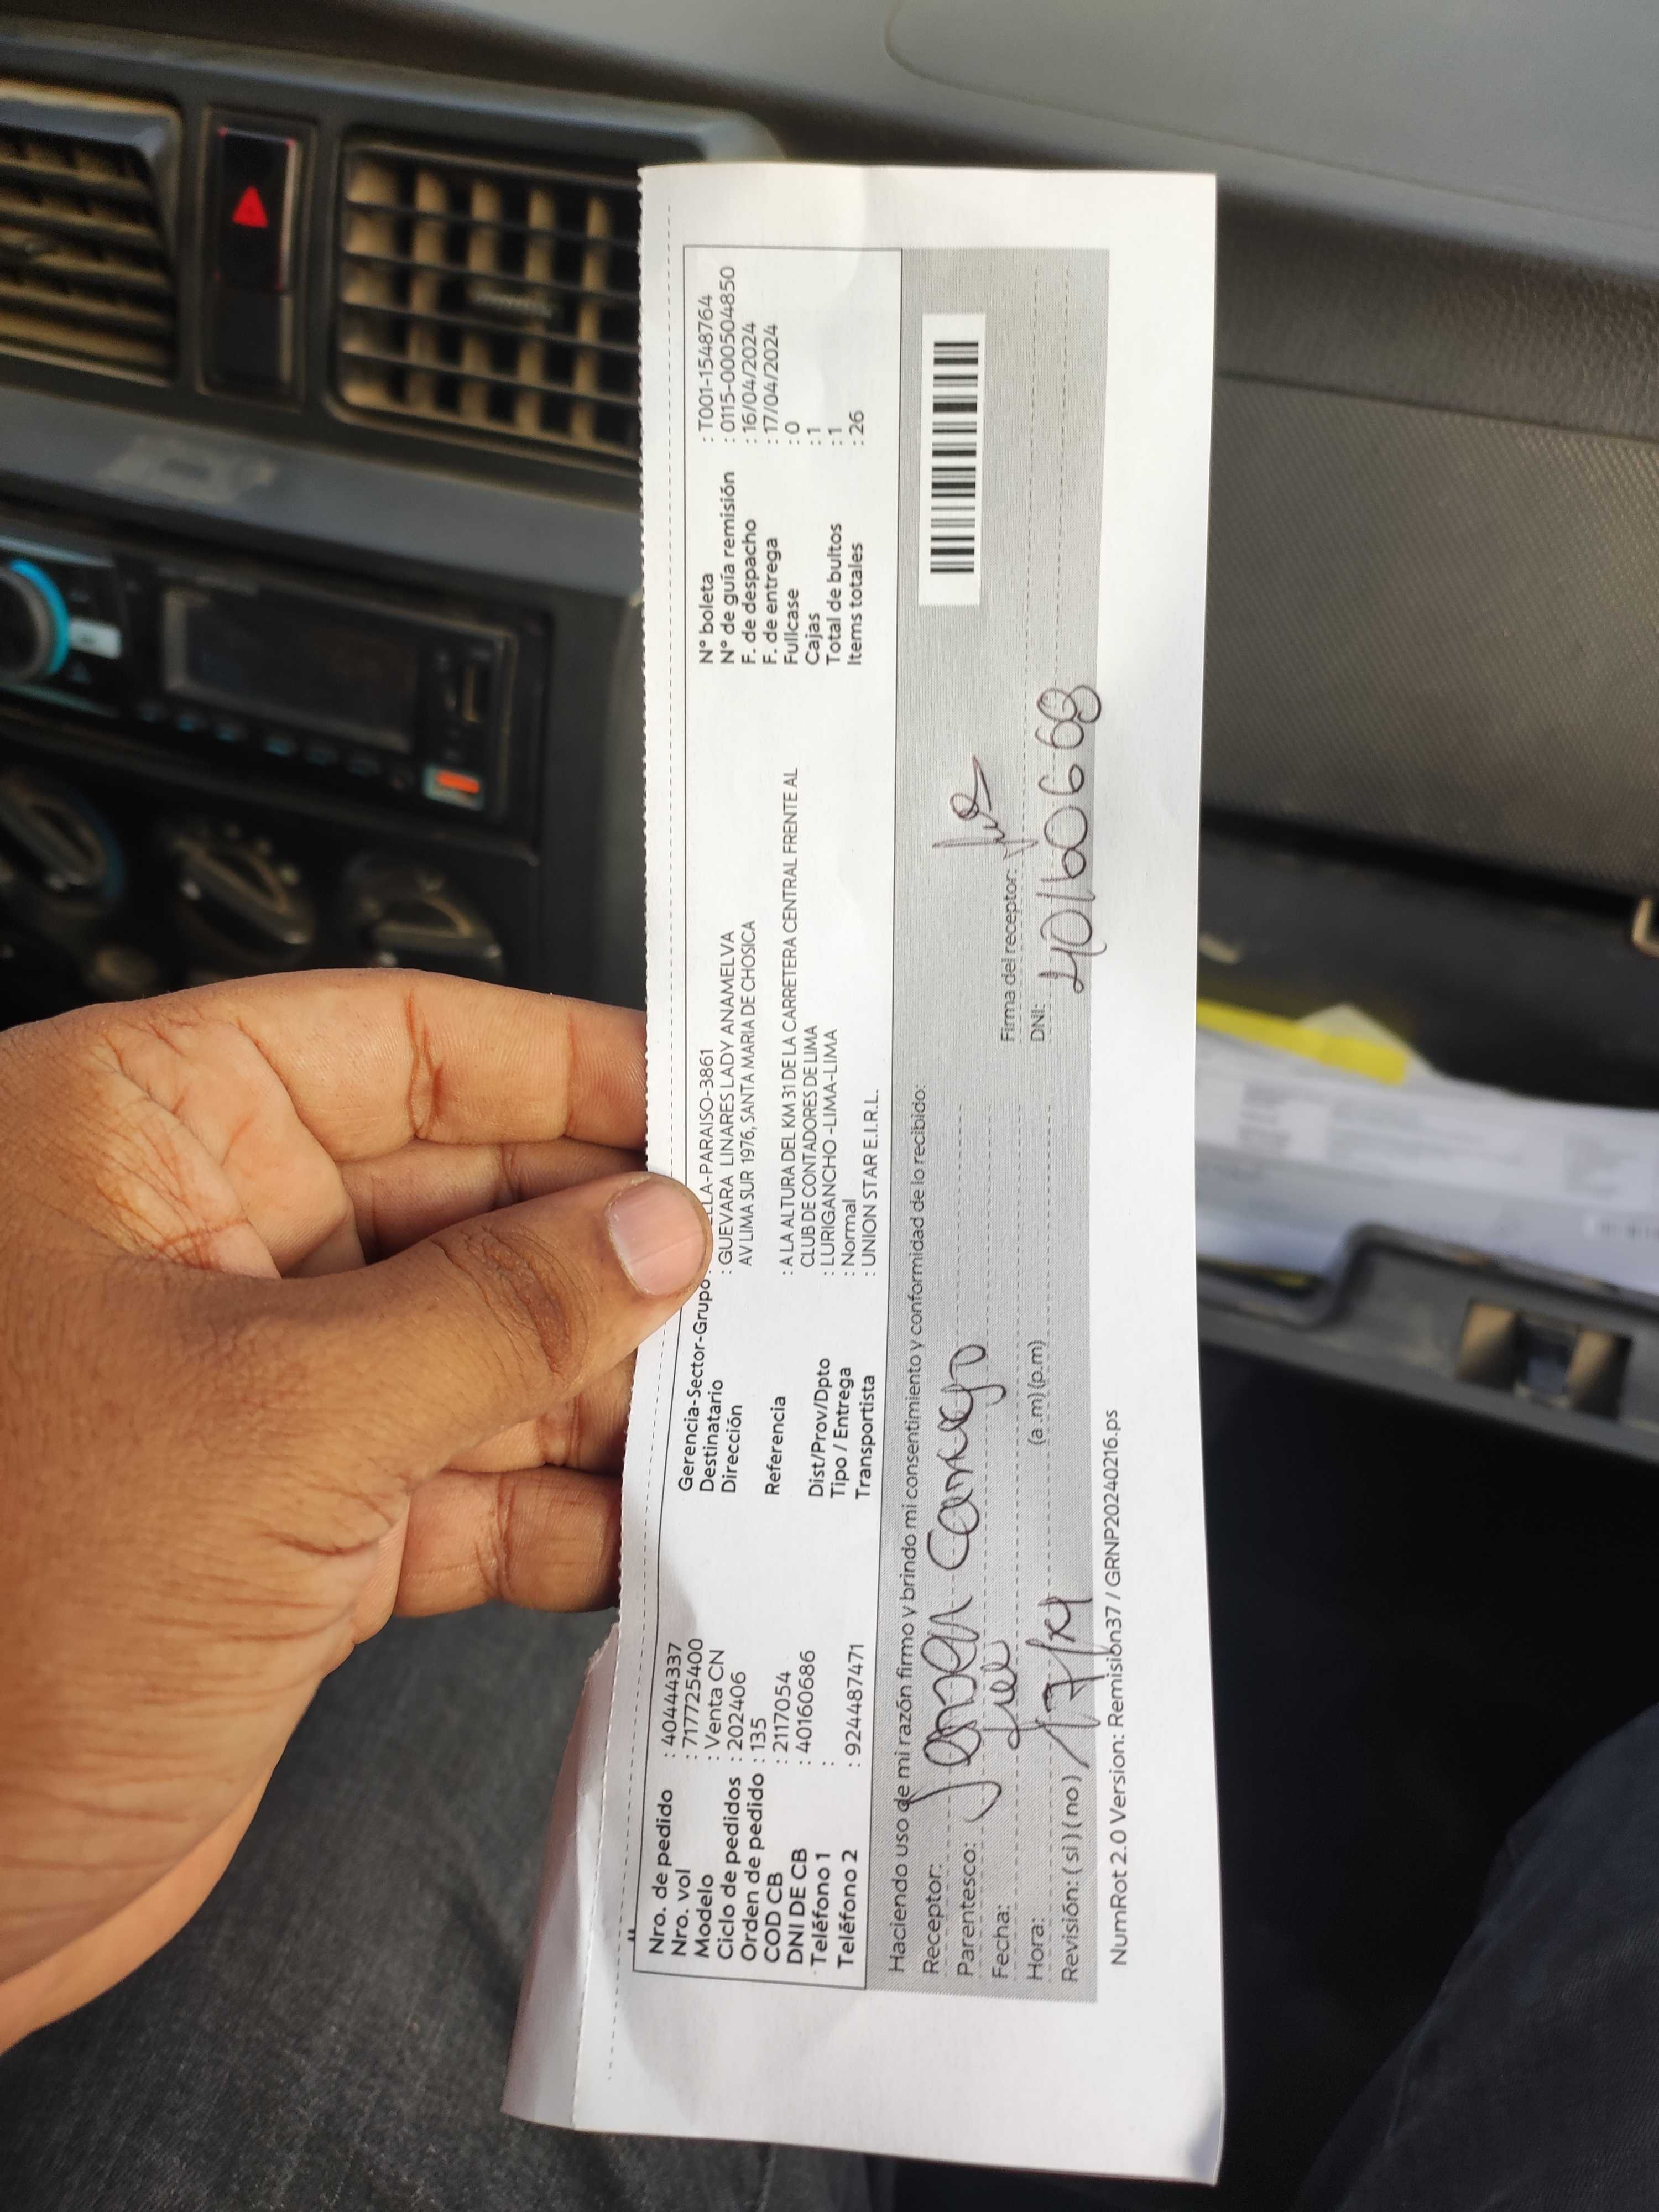 Nro. de pedido : 40444337
Nro. vol : 717725400
Modelo : Venta CN
Ciclo de pedidos : 202406
Orden de pedido : 135
COD CB : 2117054
DNI DE CB : 40160686
Teléfono 1 :
Teléfono 2 : 924487471
Gerencia-Sector-Grupo LLA-PARAISO-3861
Destinatario : GUEVARA LINARES LADY ANAMELVA
Dirección AV LIMA SUR 1976, SANTA MARIA DE CHOSICA
Referencia : A LA ALTURA DEL KM 31 DE LA CARRETERA CENTRAL FRENTE AL
CLUB DE CONTADORES DE LIMA
Dist/Prov/Dpto : LURIGANCHO -LIMA-LIMA
Tipo / Entrega : Normal
Transportista : UNION STAR E.I.R.L.
N° boleta : T001-1548764
N° de guía remisión : 0115-0005504850
F. de despacho : 16/04/2024
F. de entrega : 17/04/2024
Fullcase : 0
Cajas : 1
Total de bultos : 1
Items totales : 26
Haciendo uso de mi razón firmo y brindo mi consentimiento y conformidad de lo recibido:
Receptor:
Parentesco:
Fecha:
Hora: (a.m) (p.m)
Revisión: ( si ) ( no )
Firma del receptor:
DNI: 40160668
NumRot 2.0 Version: Remisión37 / GRNP20240216.ps